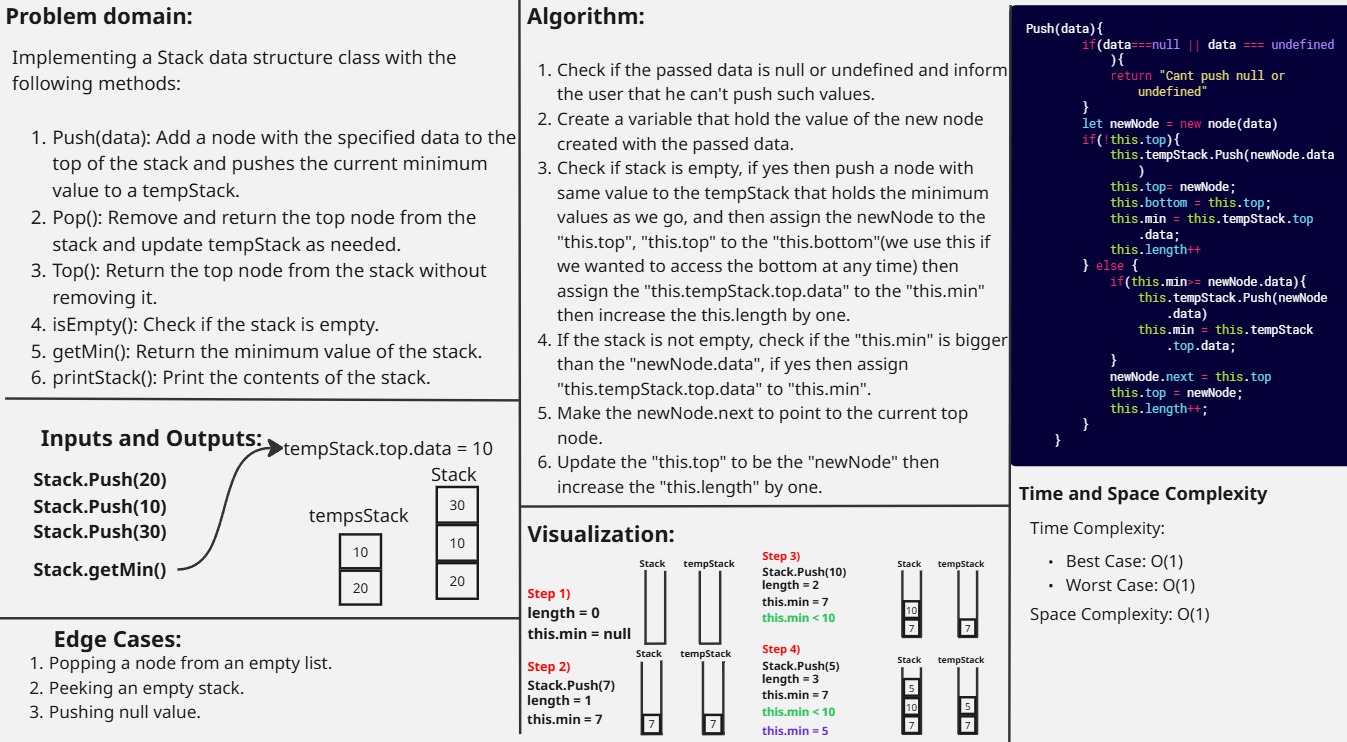 Problem domain:
Implementing a Stack data structure class with the
following methods:
1. Push(data): Add a node with the specified data to the
top of the stack and pushes the current minimum
value to a tempStack.
2. Pop(): Remove and return the top node from the
stack and update tempStack as needed.
3. Top(): Return the top node from the stack without
removing it.
4. isEmpty(): Check if the stack is empty.
5. getMin(): Return the minimum value of the stack.
6. printStack(): Print the contents of the stack.
Inputs and Outputs:
tempStack.top.data = 10
Stack.Push(20)
Stack.Push(10)
Stack.Push(30)
Stack.getMin()
tempsStack
10
20
Stack
30
10
20
Edge Cases:
1. Popping a node from an empty list.
2. Peeking an empty stack.
3. Pushing null value.
Algorithm:
1. Check if the passed data is null or undefined and inform
the user that he can't push such values.
2. Create a variable that hold the value of the new node
created with the passed data.
3. Check if stack is empty, if yes then push a node with
same value to the tempStack that holds the minimum
values as we go, and then assign the newNode to the
"this.top", "this.top" to the "this.bottom"(we use this if
we wanted to access the bottom at any time) then
assign the "this.tempStack.top.data" to the "this.min"
then increase the this.length by one.
4. If the stack is not empty, check if the "this.min" is bigger
than the "newNode.data", if yes then assign
"this.tempStack.top.data" to "this.min".
5. Make the newNode.next to point to the current top
node.
6. Update the "this.top" to be the "newNode" then
increase the "this.length" by one.
Visualization:
Step 1)
length = 0
this.min = null
Stack
tempStack
Step 2)
Stack.Push(7)
length = 1
this.min = 7
Stack
tempStack
7
7
Step 3)
Stack.Push(10)
length = 2
this.min = 7
this.min < 10
Stack
tempStack
10
7
7
Step 4)
Stack.Push(5)
length = 3
this.min = 7
this.min < 10
this.min = 5
Stack
tempStack
5
10
7
5
7
Push(data){
if(data===null || data === undefined
){
return "Cant push null or
undefined"
}
let newNode = new node(data)
if(!this.top){
this.tempStack.Push(newNode.data
)
this.top= newNode;
this.bottom = this.top;
this.min = this.tempStack.top
.data;
this.length++
} else {
if(this.min>= newNode.data){
this.tempStack.Push(newNode
.data)
this.min = this.tempStack
.top.data;
}
newNode.next = this.top
this.top = newNode;
this.length++;
}
}
Time and Space Complexity
Time Complexity:
• Best Case: O(1)
• Worst Case: O(1)
Space Complexity: O(1)